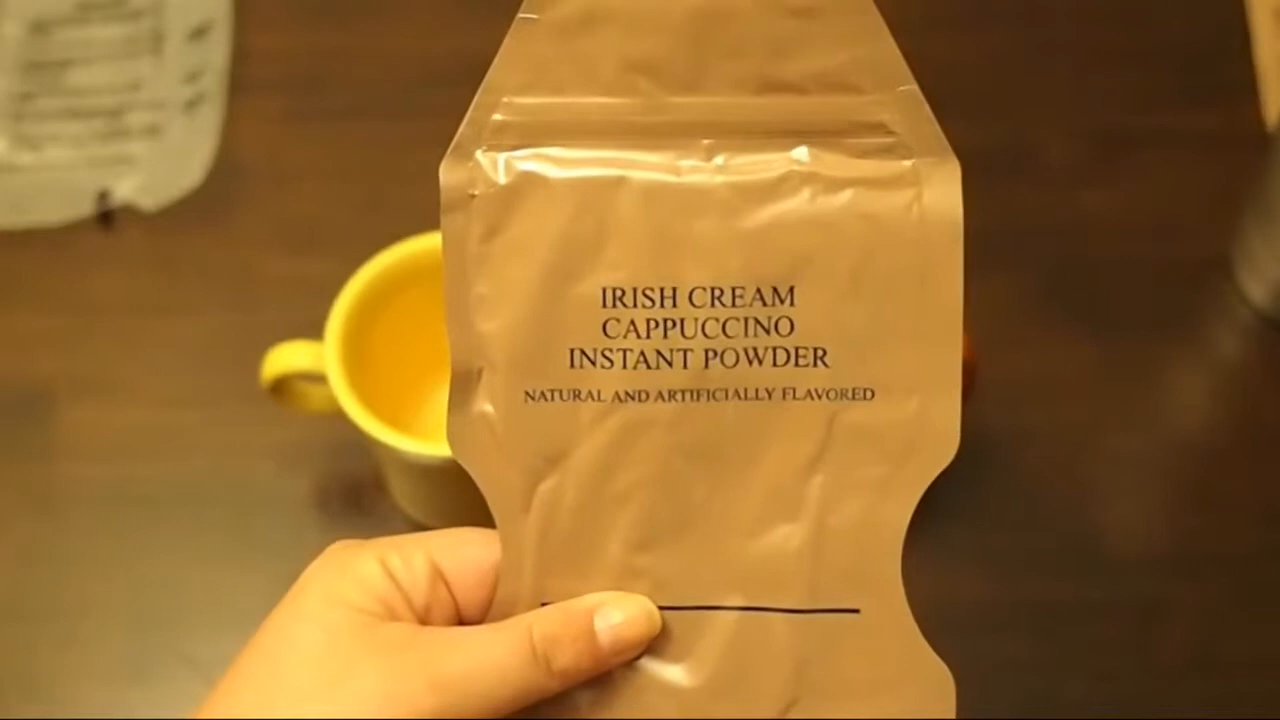 IRISH CREAM
CAPPUCCINO
INSTANT POWDER
NATURAL AND ARTIFICIALLY FLAVORED